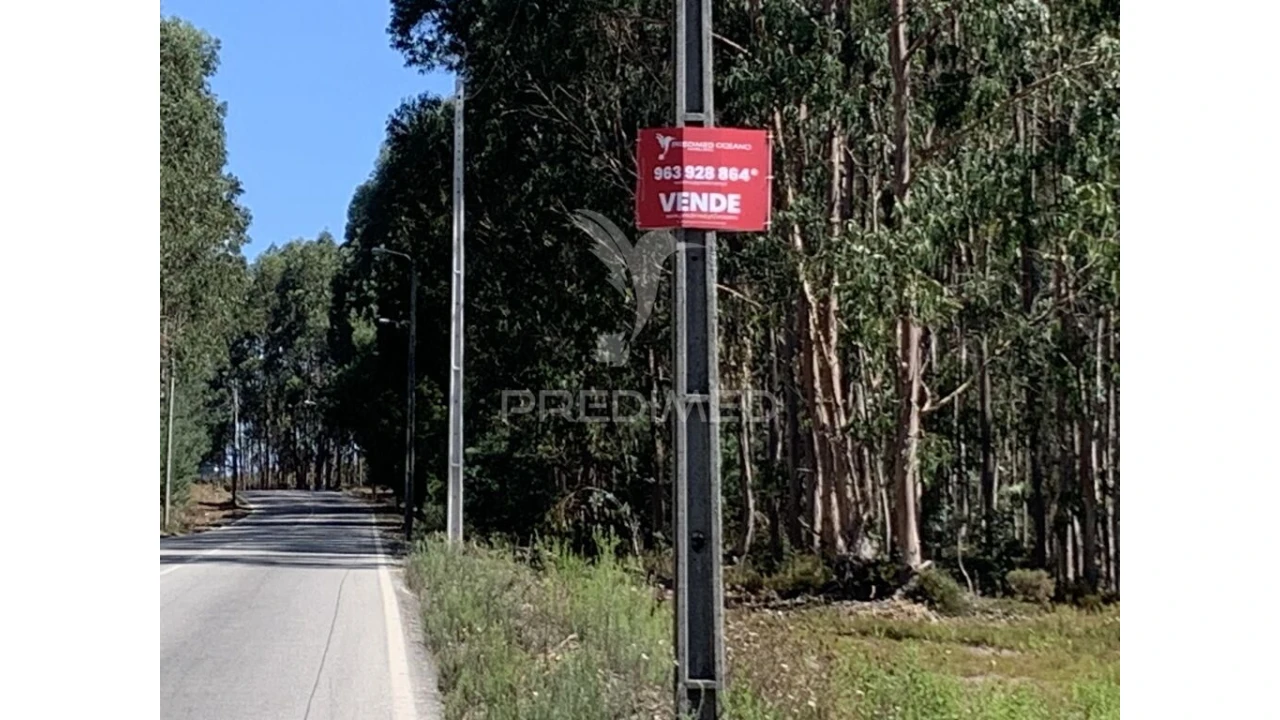 PREDIMED OCEANO
963 928 864*
VENDE
PREDIMED